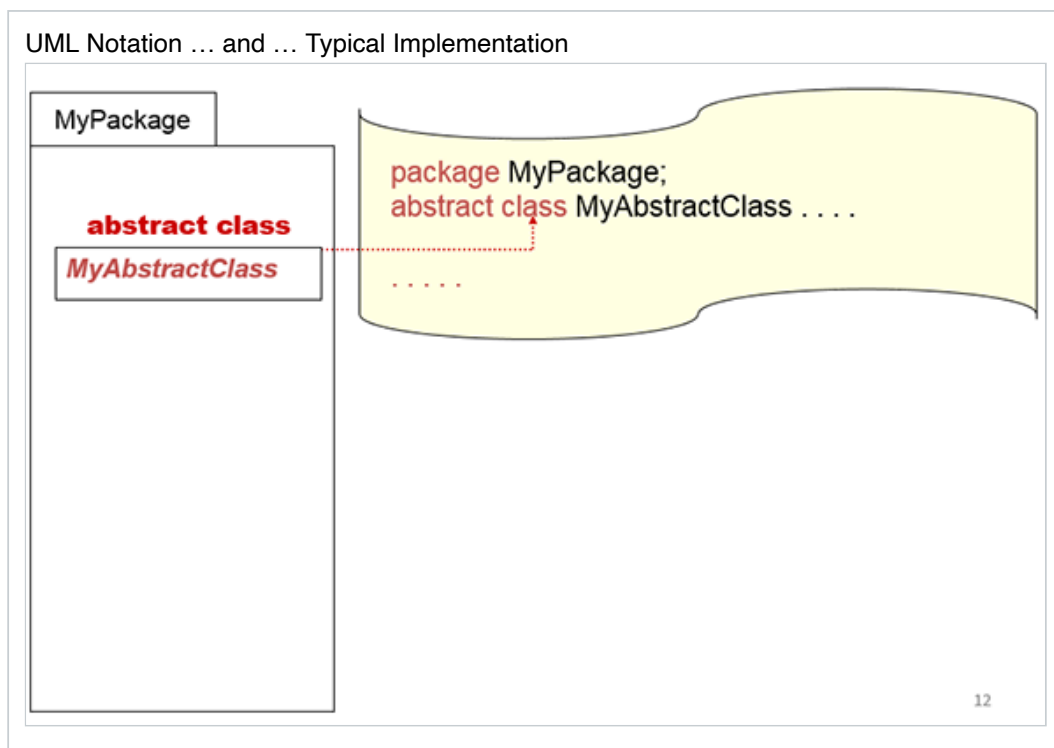 UML Notation … and … Typical Implementation
MyPackage
abstract class
MyAbstractClass
package MyPackage;
abstract class MyAbstractClass . . . .
. . . . .
12